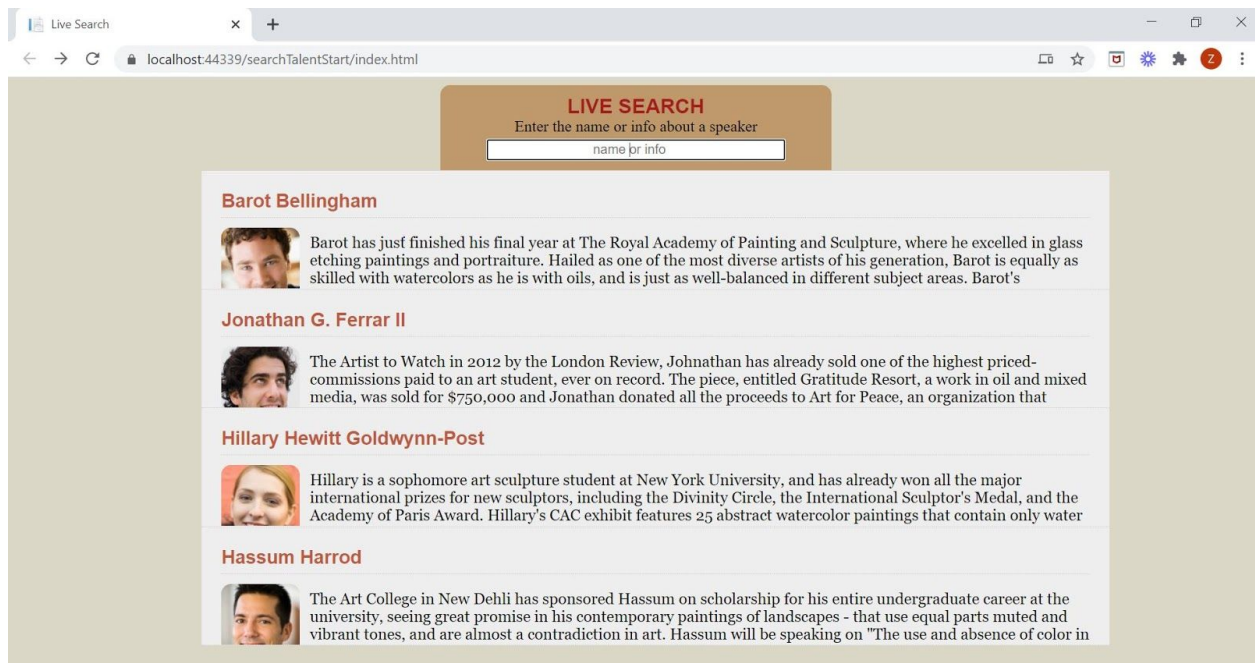 Live Search
localhost:44339/searchTalentStart/index.html
Z
LIVE SEARCH
Enter the name or info about a speaker
name or info
Barot Bellingham
Barot has just finished his final year at The Royal Academy of Painting and Sculpture, where he excelled in glass
etching paintings and portraiture. Hailed as one of the most diverse artists of his generation, Barot is equally as
skilled with watercolors as he is with oils, and is just as well-balanced in different subject areas. Barot's
Jonathan G. Ferrar II
The Artist to Watch in 2012 by the London Review, Johnathan has already sold one of the highest priced-
commissions paid to an art student, ever on record. The piece, entitled Gratitude Resort, a work in oil and mixed
media, was sold for $750,000 and Jonathan donated all the proceeds to Art for Peace, an organization that
Hillary Hewitt Goldwynn-Post
Hillary is a sophomore art sculpture student at New York University, and has already won all the major
international prizes for new sculptors, including the Divinity Circle, the International Sculptor's Medal, and the
Academy of Paris Award. Hillary's CAC exhibit features 25 abstract watercolor paintings that contain only water
Hassum Harrod
The Art College in New Dehli has sponsored Hassum on scholarship for his entire undergraduate career at the
university, seeing great promise in his contemporary paintings of landscapes - that use equal parts muted and
vibrant tones, and are almost a contradiction in art. Hassum will be speaking on "The use and absence of color in